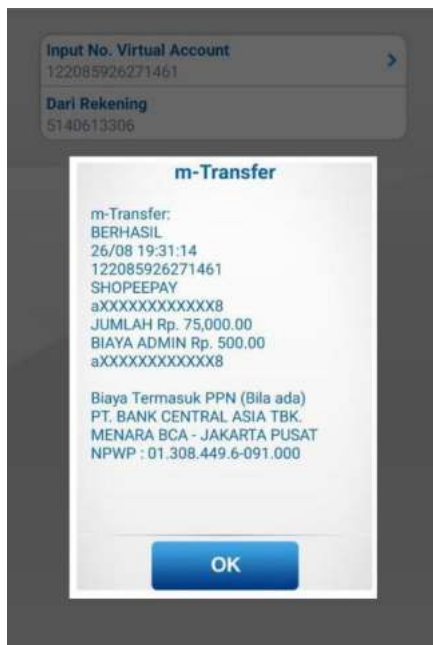 Input No. Virtual Account
122085926271461
Dari Rekening
5140613306
m-Transfer
m-Transfer:
BERHASIL
26/08 19:31:14
122085926271461
SHOPEEPAY
aXXXXXXXXXXXX8
JUMLAH Rp. 75,000.00
BIAYA ADMIN Rp. 500.00
aXXXXXXXXXXXX8
Biaya Termasuk PPN (Bila ada)
PT. BANK CENTRAL ASIA TBK.
MENARA BCA - JAKARTA PUSAT
NPWP : 01.308.449.6-091.000
OK